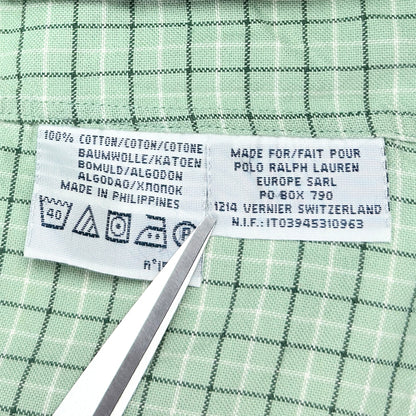 100% COTTON/COTON/COTONE
BAUMWOLLE/KATOEN
BOMULD/ALGODON
ALGODAO/ХЛОПОК
MADE IN PHILIPPINES
40
P
MADE FOR/FAIT POUR
POLO RALPH LAUREN
EUROPE SARL
PO BOX 790
1214 VERNIER SWITZERLAND
N.I.F.:IT03945310963